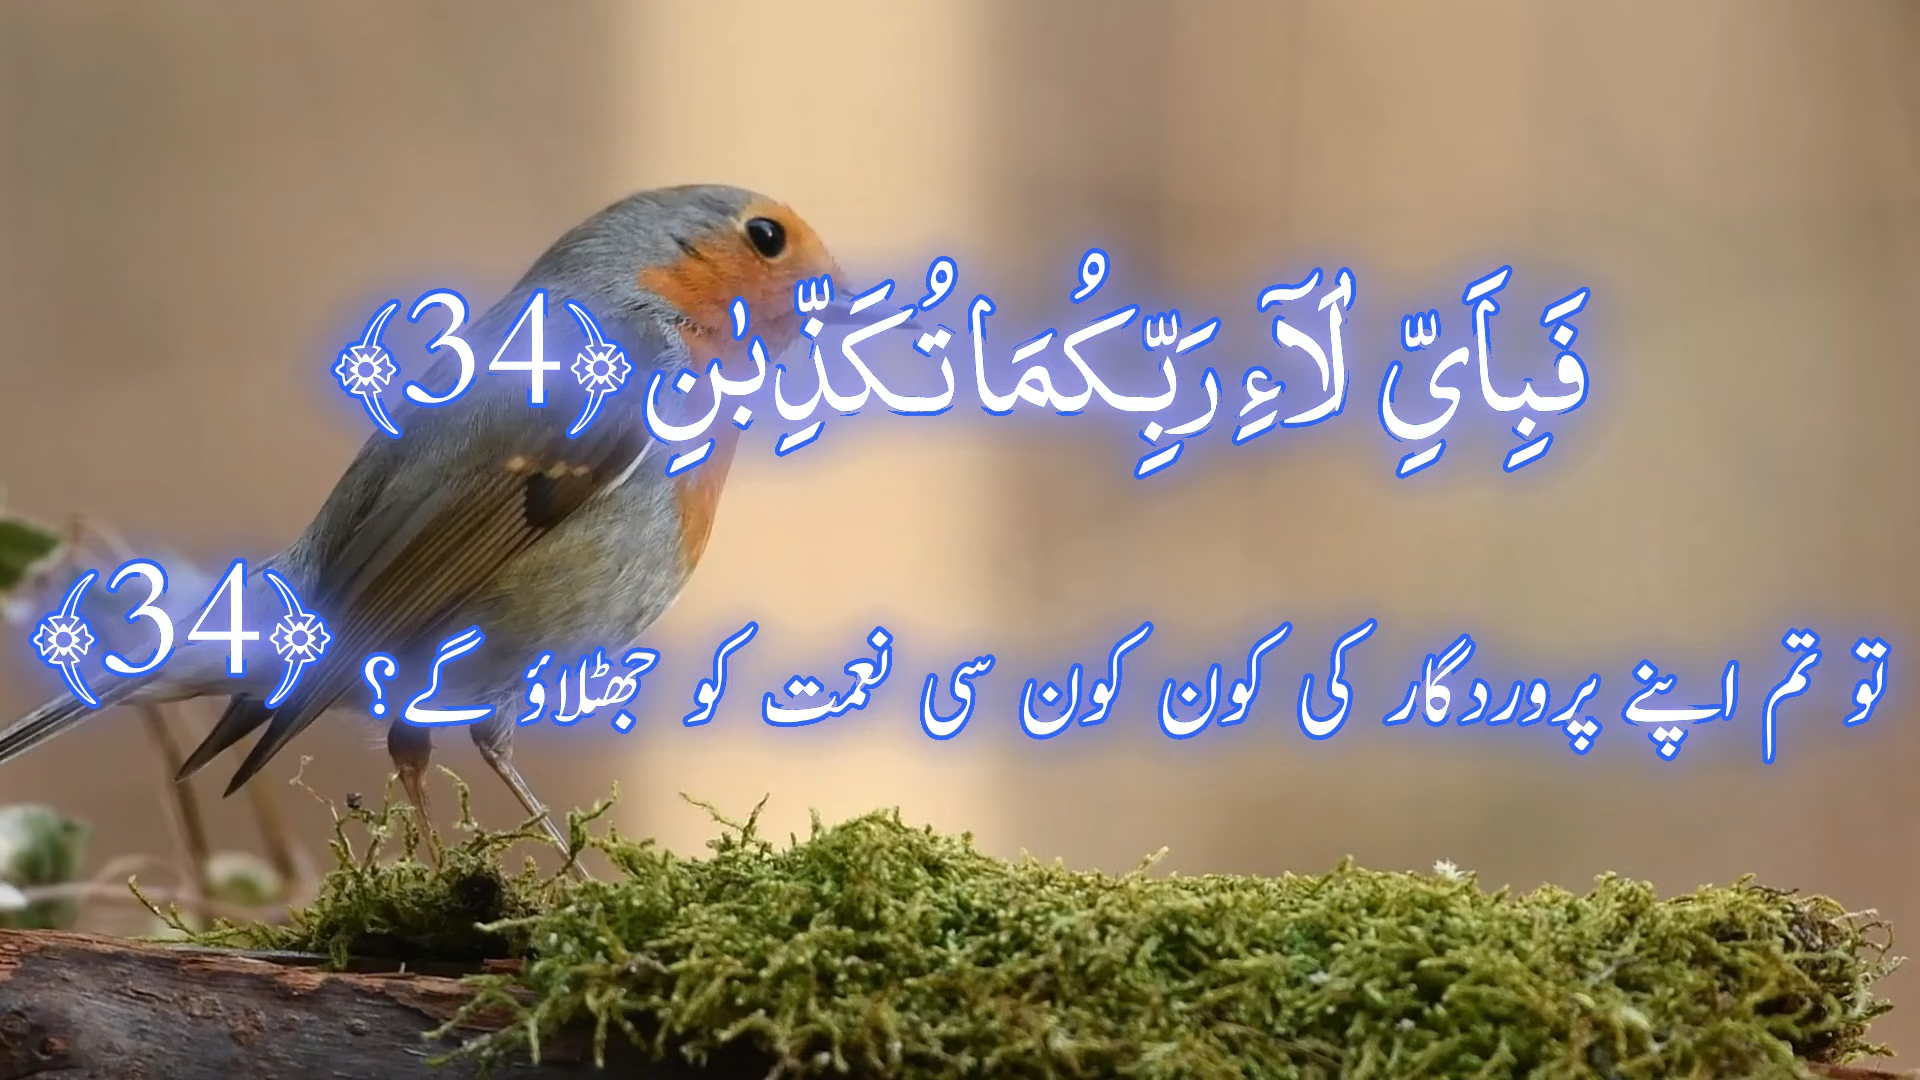 فَبِاَيِّ اٰلَآءِ رَبِّكُمَا تُكَذِّبٰنِ ﴿34﴾
تو تم اپنے پروردگار کی کون کون سی نعمت کو جھٹلاؤ گے؟ ﴿34﴾